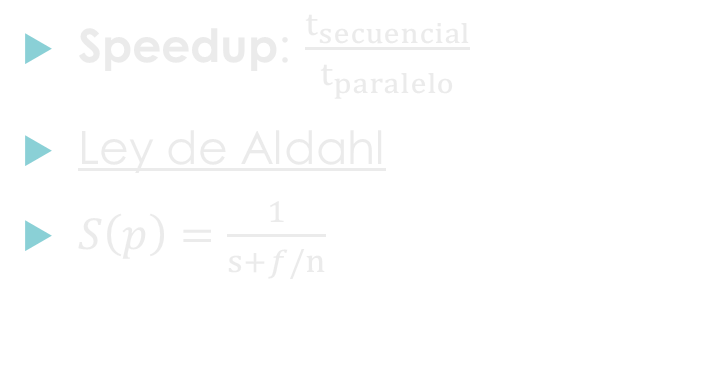 Speedup: t_secuencial / t_paralelo
Ley de Aldahl
S(p) = 1 / (s+f/n)